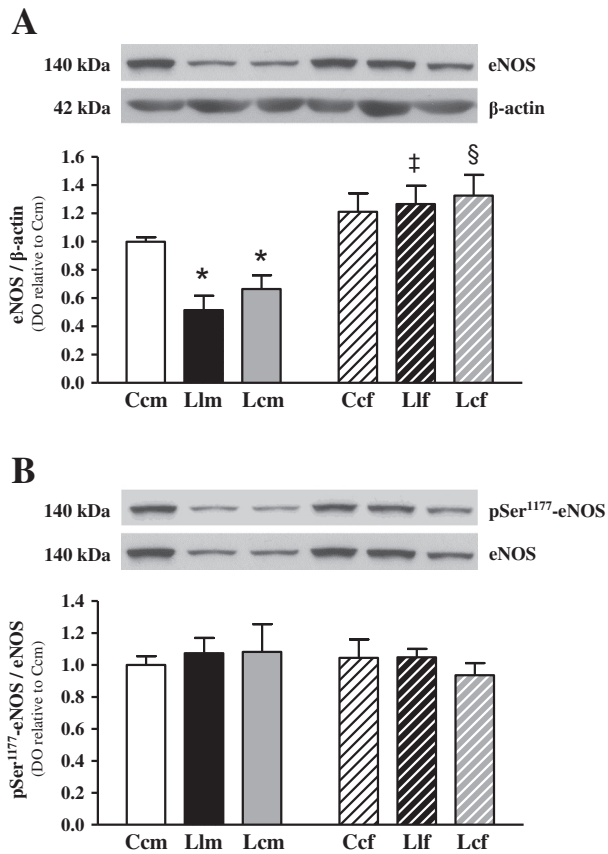 A
140 kDa eNOS
42 kDa β-actin
eNOS / β-actin
(DO relative to Ccm)
1.6
1.4
1.2
1.0
0.8
0.6
0.4
0.2
0.0
* * ‡ §
Ccm Llm Lcm Ccf Llf Lcf
B
140 kDa pSer¹¹⁷⁷-eNOS
140 kDa eNOS
pSer¹¹⁷⁷-eNOS / eNOS
(DO relative to Ccm)
1.4
1.2
1.0
0.8
0.6
0.4
0.2
0.0
Ccm Llm Lcm Ccf Llf Lcf